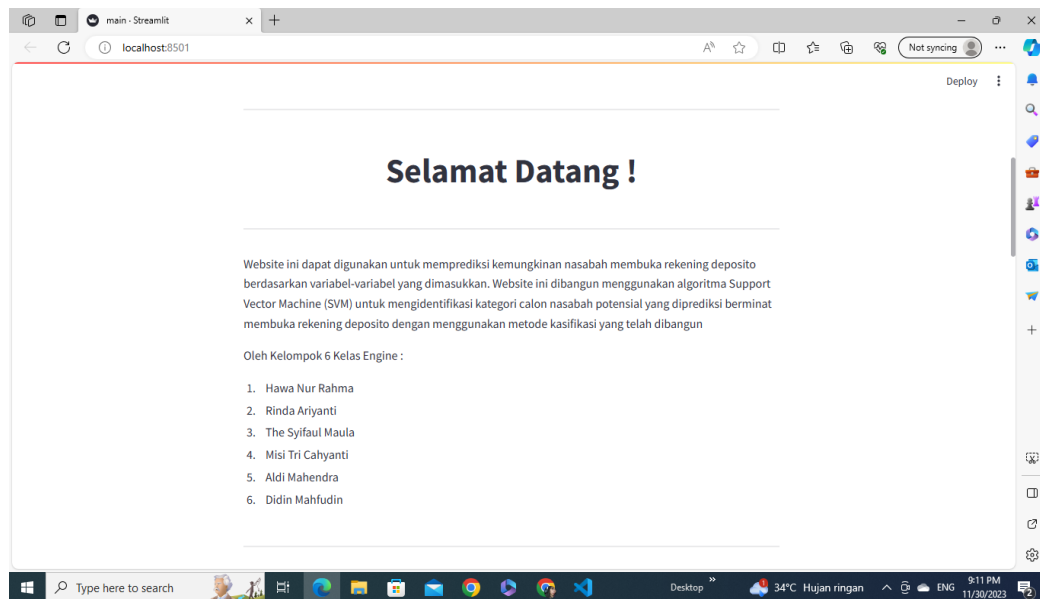 main · Streamlit
localhost:8501
Not syncing
Deploy
Selamat Datang !
Website ini dapat digunakan untuk memprediksi kemungkinan nasabah membuka rekening deposito
berdasarkan variabel-variabel yang dimasukkan. Website ini dibangun menggunakan algoritma Support
Vector Machine (SVM) untuk mengidentifikasi kategori calon nasabah potensial yang diprediksi berminat
membuka rekening deposito dengan menggunakan metode kasifikasi yang telah dibangun
Oleh Kelompok 6 Kelas Engine :
1. Hawa Nur Rahma
2. Rinda Ariyanti
3. The Syifaul Maula
4. Misi Tri Cahyanti
5. Aldi Mahendra
6. Didin Mahfudin
Type here to search
Desktop
34°C Hujan ringan
ENG
9:11 PM
11/30/2023
2